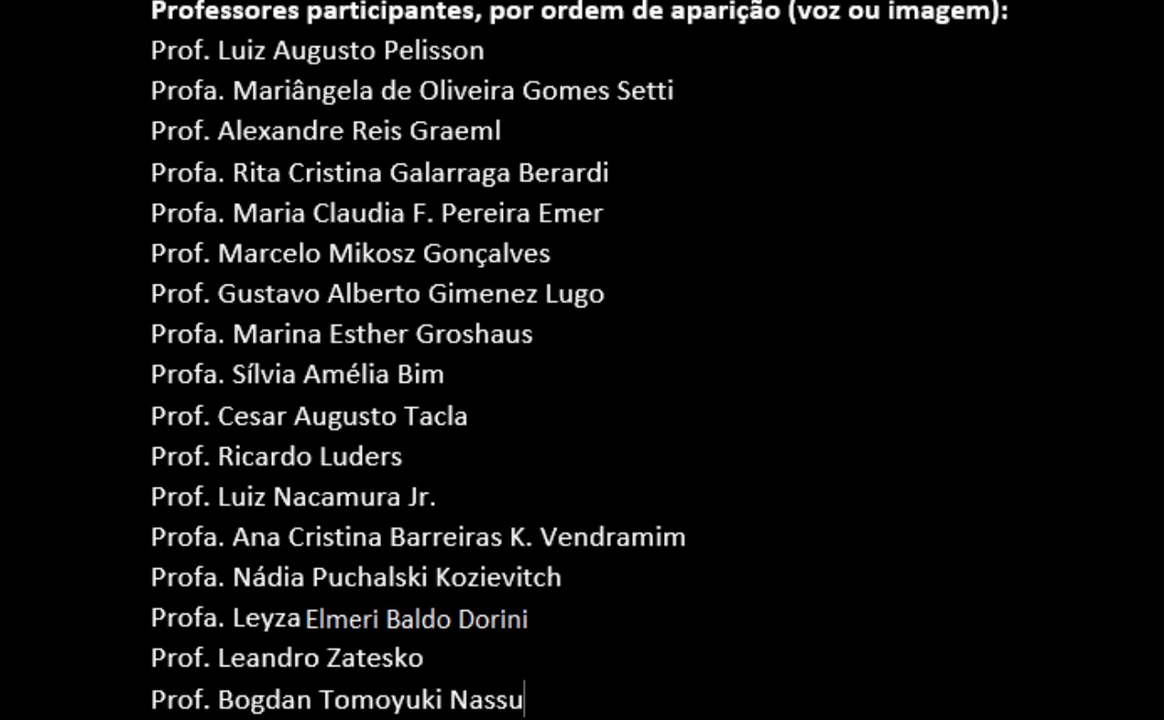 Professores participantes, por ordem de aparição (voz ou imagem):
Prof. Luiz Augusto Pelisson
Profa. Mariângela de Oliveira Gomes Setti
Prof. Alexandre Reis Graeml
Profa. Rita Cristina Galarraga Berardi
Profa. Maria Claudia F. Pereira Emer
Prof. Marcelo Mikosz Gonçalves
Prof. Gustavo Alberto Gimenez Lugo
Profa. Marina Esther Groshaus
Profa. Sílvia Amélia Bim
Prof. Cesar Augusto Tacla
Prof. Ricardo Luders
Prof. Luiz Nacamura Jr.
Profa. Ana Cristina Barreiras K. Vendramim
Profa. Nádia Puchalski Kozievitch
Profa. Leyza Elmeri Baldo Dorini
Prof. Leandro Zatesko
Prof. Bogdan Tomoyuki Nassu